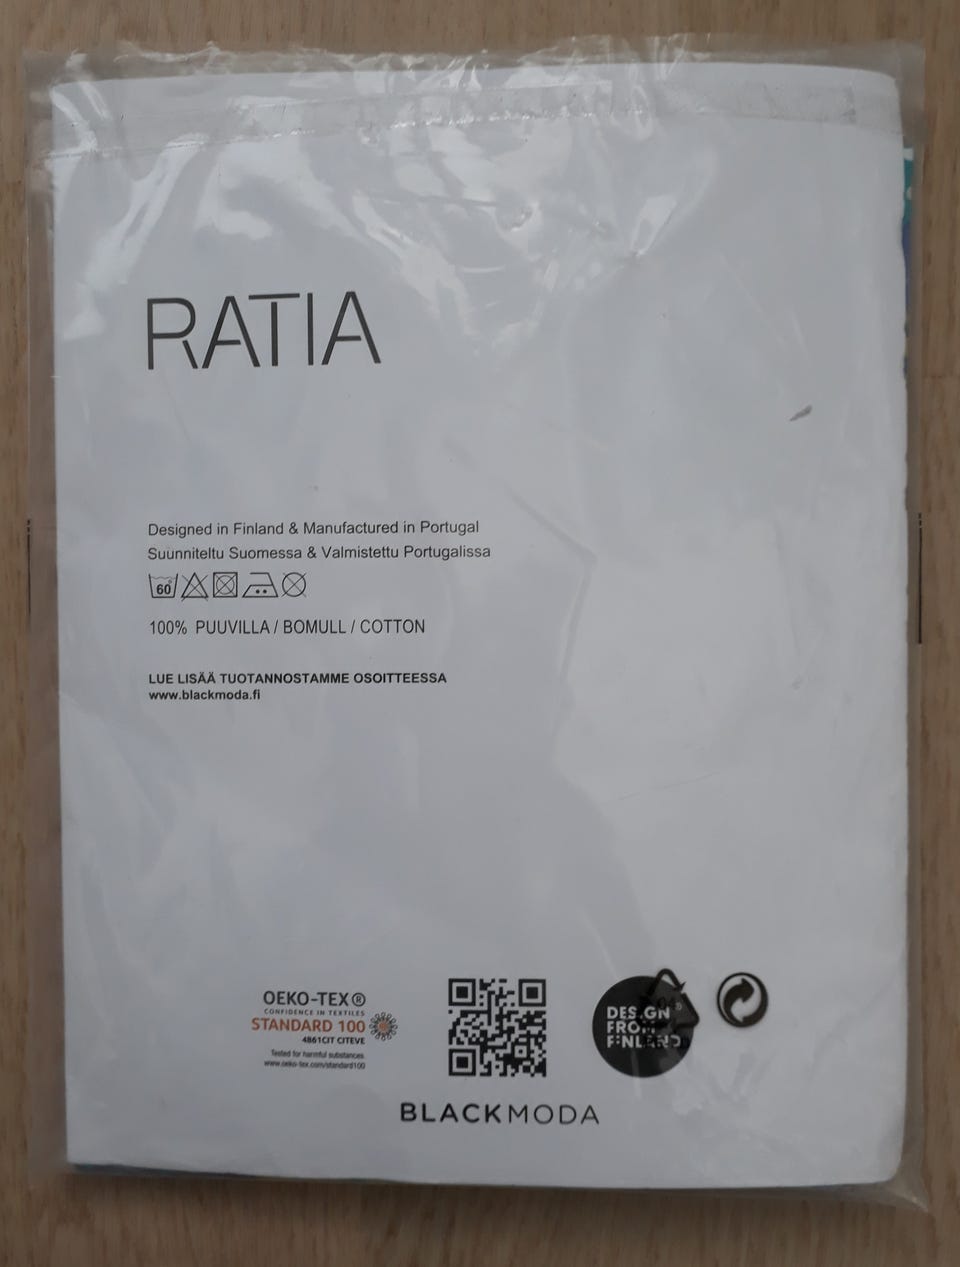 RATIA
Designed in Finland & Manufactured in Portugal
Suunniteltu Suomessa & Valmistettu Portugalissa
60°
100% PUUVILLA / BOMULL / COTTON
LUE LISÄÄ TUOTANNOSTAMME OSOITTEESSA
www.blackmoda.fi
OEKO-TEX®
CONFIDENCE IN TEXTILES
STANDARD 100
4861CIT CITEVE
Tested for harmful substances.
www.oeko-tex.com/standard100
DESIGN
FROM
FINLAND
BLACKMODA